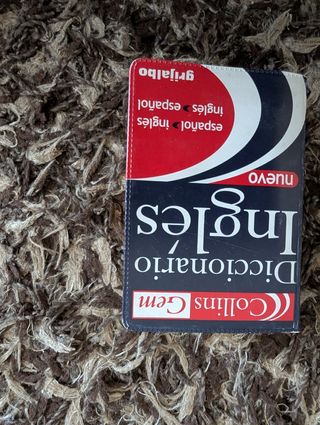 Collins Gem
Diccionario
Inglés
nuevo
español › inglés
inglés › español
grijalbo